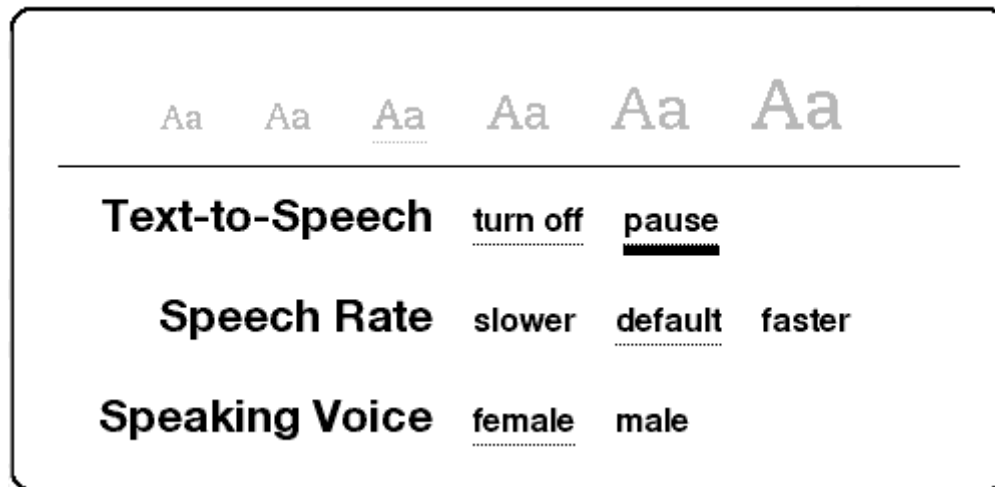 Aa Aa Aa Aa Aa Aa
Text-to-Speech turn off pause
Speech Rate slower default faster
Speaking Voice female male